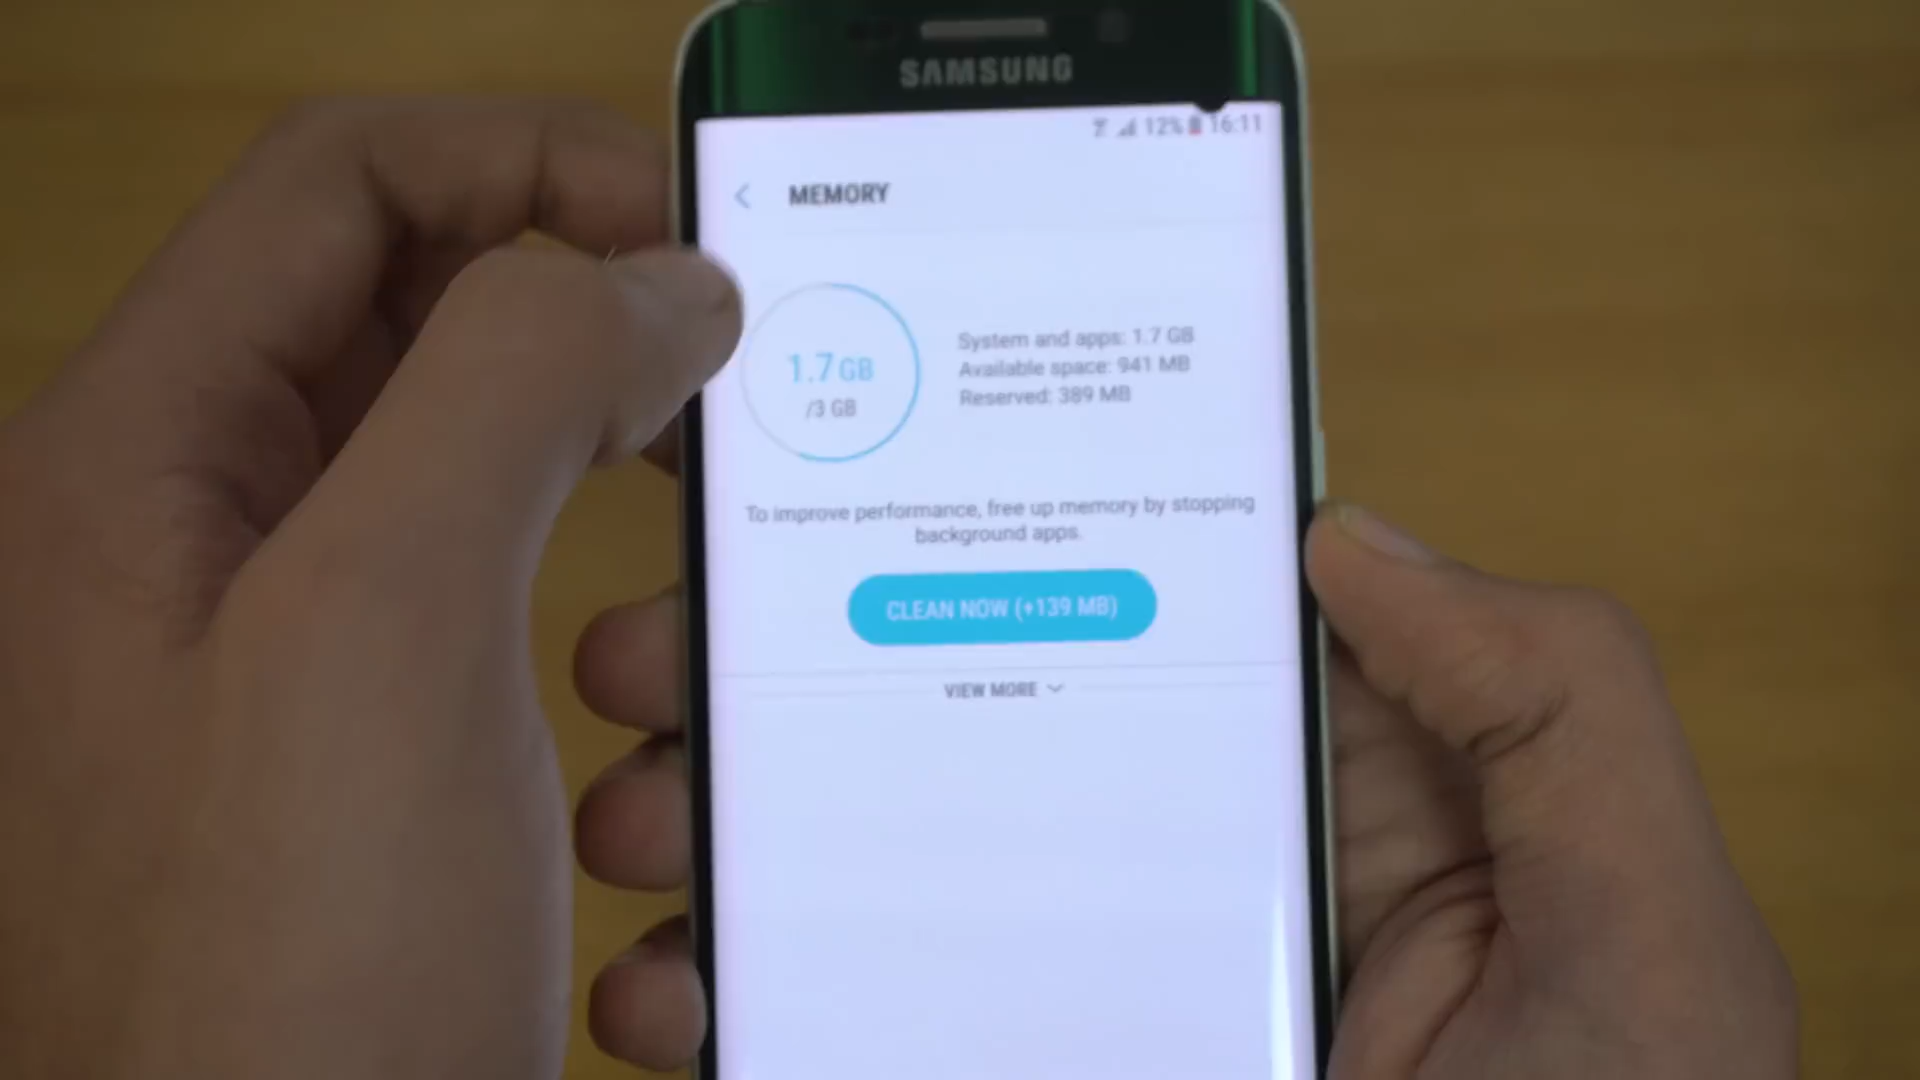 SAMSUNG
12% 16:11
MEMORY
1.7 GB
/3 GB
System and apps: 1.7 GB
Available space: 941 MB
Reserved: 389 MB
To improve performance, free up memory by stopping
background apps.
CLEAN NOW (+139 MB)
VIEW MORE